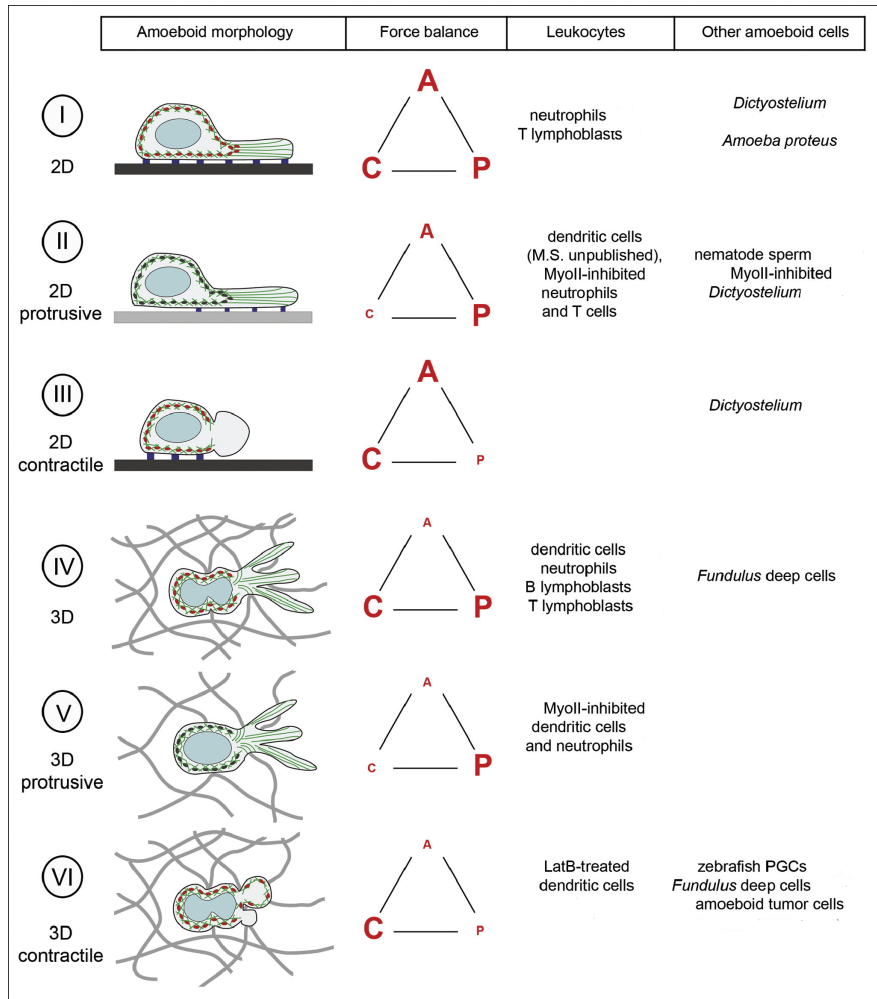 Amoeboid morphology
Force balance
Leukocytes
Other amoeboid cells
I
2D
A
C
P
neutrophils
T lymphoblasts
Dictyostelium
Amoeba proteus
II
2D
protrusive
A
C
P
dendritic cells
(M.S. unpublished),
MyoII-inhibited
neutrophils
and T cells
nematode sperm
MyoII-inhibited
Dictyostelium
III
2D
contractile
A
C
P
Dictyostelium
IV
3D
A
C
P
dendritic cells
neutrophils
B lymphoblasts
T lymphoblasts
Fundulus deep cells
V
3D
protrusive
A
C
P
MyoII-inhibited
dendritic cells
and neutrophils
VI
3D
contractile
A
C
P
LatB-treated
dendritic cells
zebrafish PGCs
Fundulus deep cells
amoeboid tumor cells